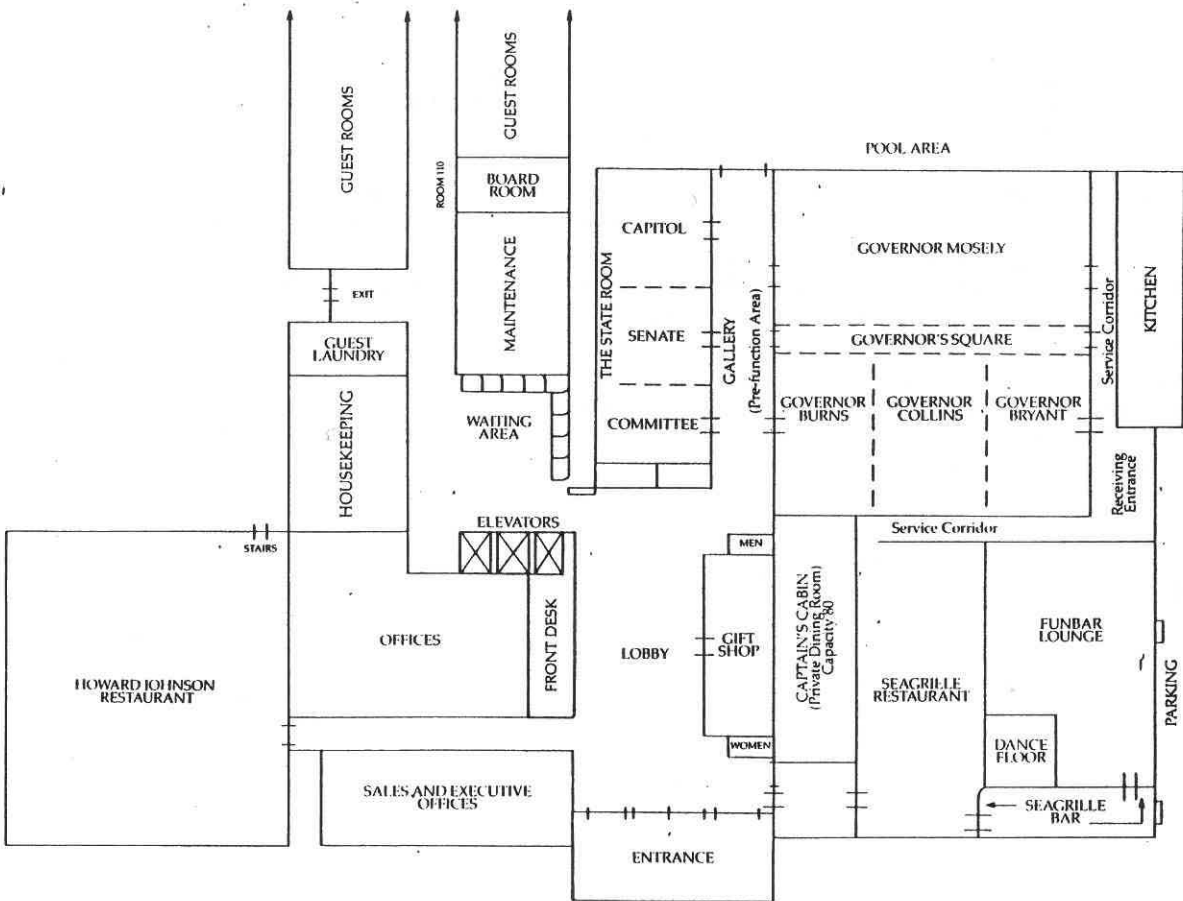 GUEST ROOMS
GUEST ROOMS
ROOM 110
BOARD
ROOM
POOL AREA
EXIT
MAINTENANCE
THE STATE ROOM
CAPITOL
SENATE
COMMITTEE
GALLERY
(Pre-function Area)
GOVERNOR MOSELY
GOVERNOR'S SQUARE
GOVERNOR
BURNS
GOVERNOR
COLLINS
GOVERNOR
BRYANT
Service Corridor
KITCHEN
GUEST
LAUNDRY
HOUSEKEEPING
WAITING
AREA
Receiving
Entrance
ELEVATORS
Service Corridor
STAIRS
MEN
OFFICES
FRONT DESK
LOBBY
GIFT
SHOP
CAPTAIN'S CABIN
(Private Dining Room)
Capacity 80
SEAGRILLE
RESTAURANT
FUNBAR
LOUNGE
PARKING
HOWARD JOHNSON
RESTAURANT
WOMEN
DANCE
FLOOR
SALES AND EXECUTIVE
OFFICES
SEAGRILLE
BAR
ENTRANCE